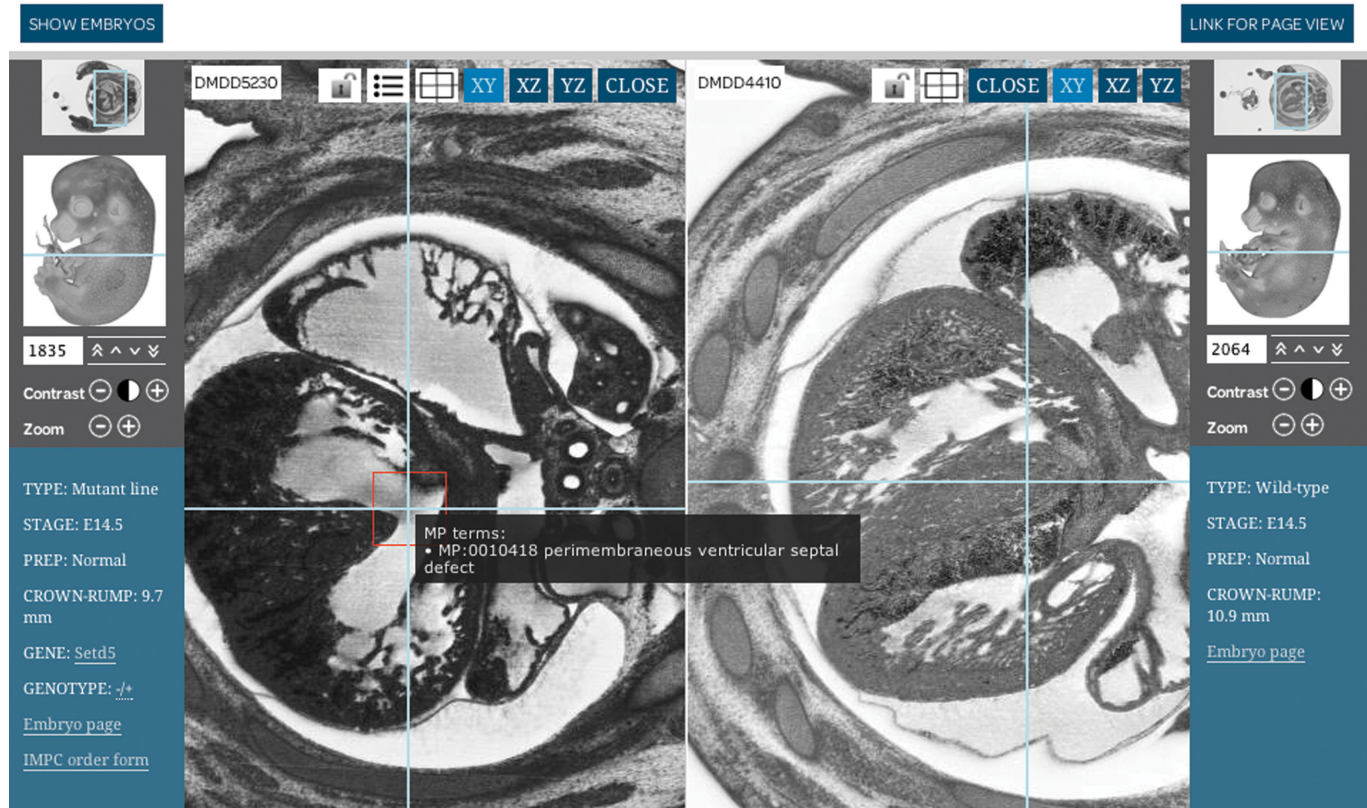 SHOW EMBRYOS
LINK FOR PAGE VIEW
DMDD5230
XY
XZ
YZ
CLOSE
DMDD4410
CLOSE
XY
XZ
YZ
1835
Contrast
Zoom
TYPE: Mutant line
STAGE: E14.5
PREP: Normal
CROWN-RUMP: 9.7
mm
GENE: Setd5
GENOTYPE: -/+
Embryo page
IMPC order form
MP terms:
• MP:0010418 perimembraneous ventricular septal
defect
2064
Contrast
Zoom
TYPE: Wild-type
STAGE: E14.5
PREP: Normal
CROWN-RUMP:
10.9 mm
Embryo page